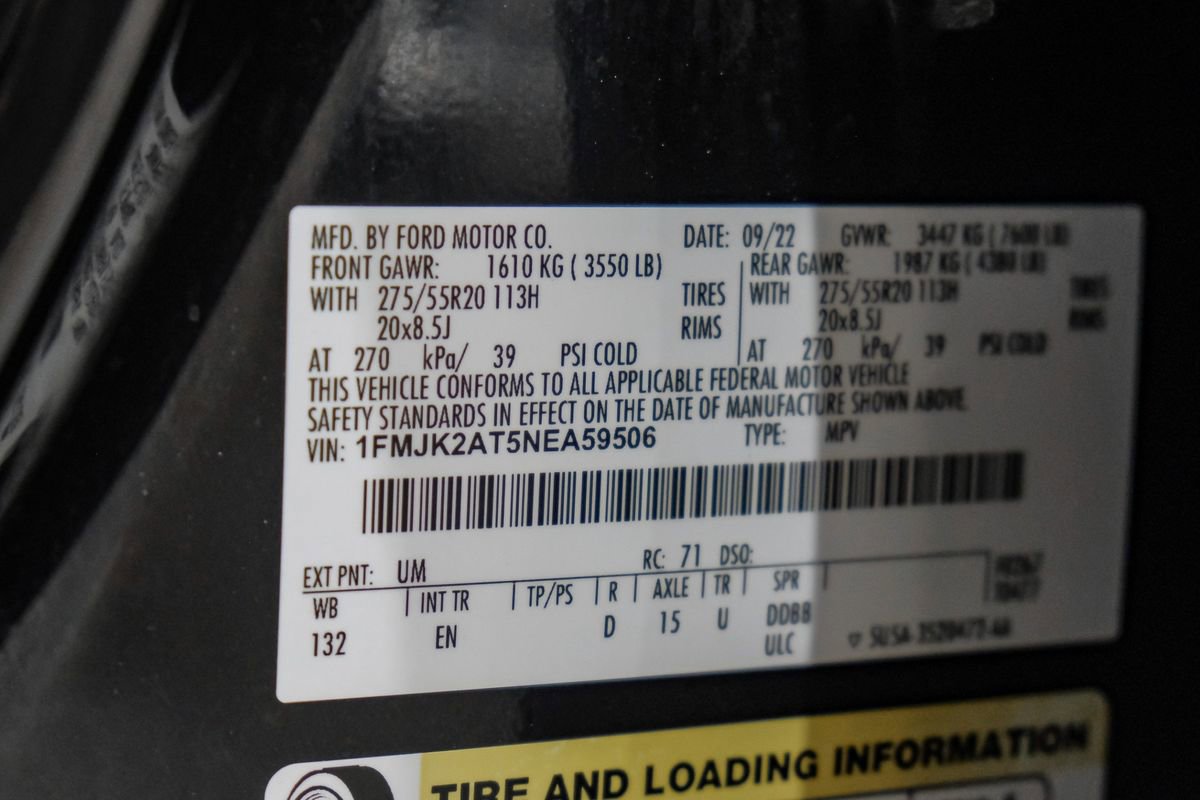 MFD. BY FORD MOTOR CO. DATE: 09/22 GVWR: 3447 KG ( 7600 LB)
FRONT GAWR: 1610 KG ( 3550 LB) REAR GAWR: 1987 KG ( 4380 LB)
WITH 275/55R20 113H TIRES WITH 275/55R20 113H TIRES
20x8.5J RIMS 20x8.5J RIMS
AT 270 kPa/ 39 PSI COLD AT 270 kPa/ 39 PSI COLD
THIS VEHICLE CONFORMS TO ALL APPLICABLE FEDERAL MOTOR VEHICLE
SAFETY STANDARDS IN EFFECT ON THE DATE OF MANUFACTURE SHOWN ABOVE.
VIN: 1FMJK2AT5NEA59506 TYPE: MPV
EXT PNT: UM RC: 71 DSO:
WB INT TR TP/PS R AXLE TR SPR
132 EN D 15 U DDBB
ULC
TIRE AND LOADING INFORMATION